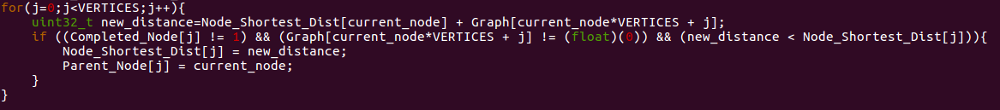 for(j=0;j<VERTICES;j++){
    uint32_t new_distance=Node_Shortest_Dist[current_node] + Graph[current_node*VERTICES + j];
    if ((Completed_Node[j] != 1) && (Graph[current_node*VERTICES + j] != (float)(0)) && (new_distance < Node_Shortest_Dist[j])){
        Node_Shortest_Dist[j] = new_distance;
        Parent_Node[j] = current_node;
    }
}